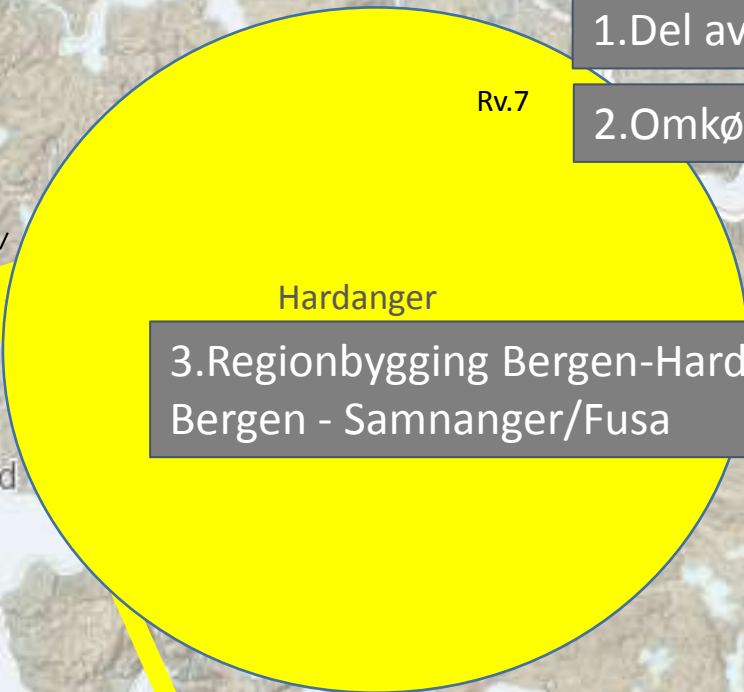 1.Del av
Rv.7
2.Omkø
Hardanger
3.Regionbygging Bergen-Hard
Bergen - Samnanger/Fusa
d